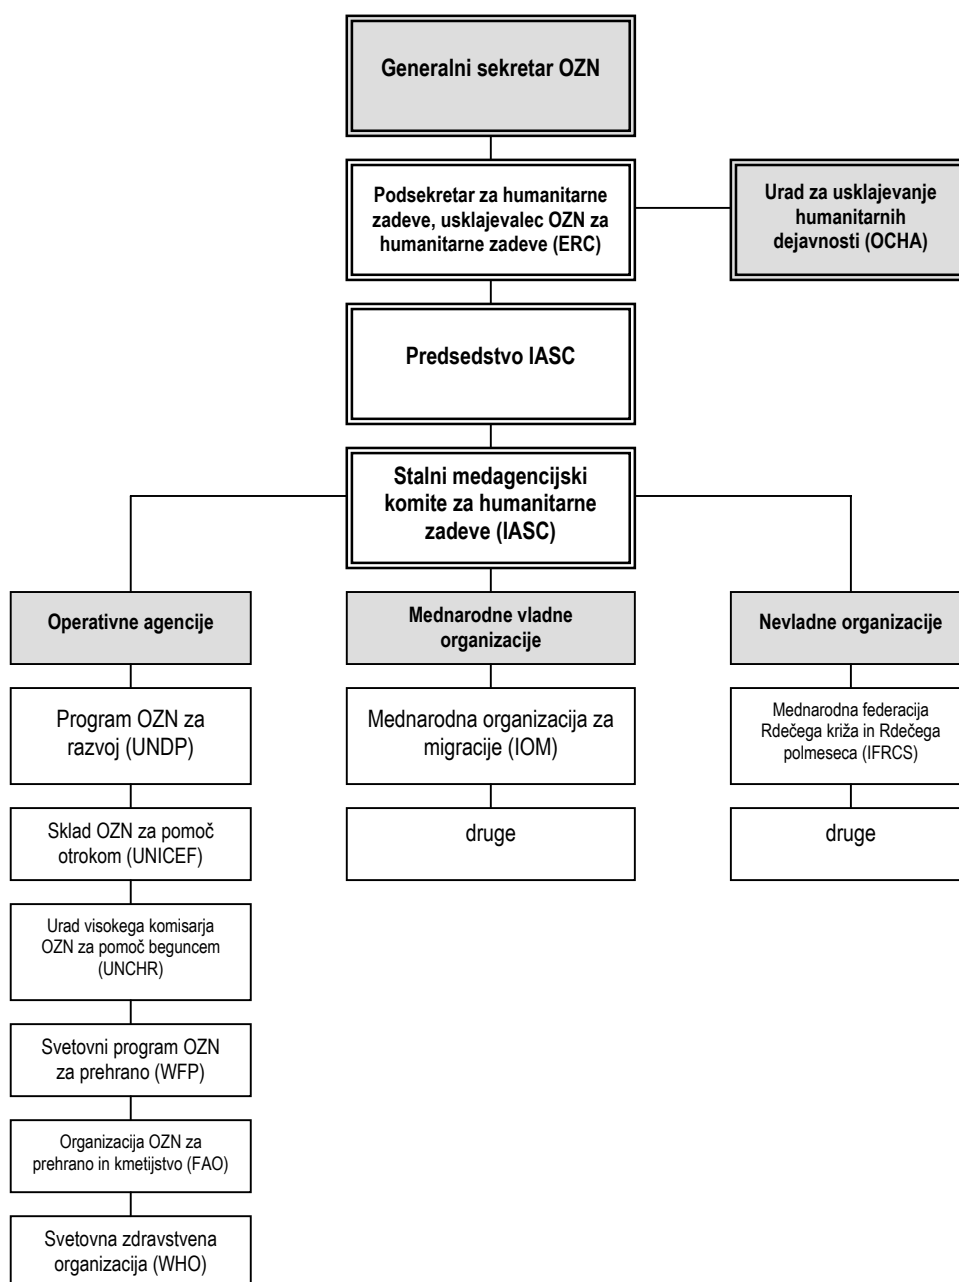 Generalni sekretar OZN
Podsekretar za humanitarne
zadeve, usklajevalec OZN za
humanitarne zadeve (ERC)
Urad za usklajevanje
humanitarnih
dejavnosti (OCHA)
Predsedstvo IASC
Stalni medagencijski
komite za humanitarne
zadeve (IASC)
Operativne agencije
Mednarodne vladne
organizacije
Nevladne organizacije
Program OZN za
razvoj (UNDP)
Mednarodna organizacija za
migracije (IOM)
Mednarodna federacija
Rdečega križa in Rdečega
polmeseca (IFRCS)
Sklad OZN za pomoč
otrokom (UNICEF)
druge
druge
Urad visokega komisarja
OZN za pomoč beguncem
(UNCHR)
Svetovni program OZN
za prehrano (WFP)
Organizacija OZN za
prehrano in kmetijstvo (FAO)
Svetovna zdravstvena
organizacija (WHO)